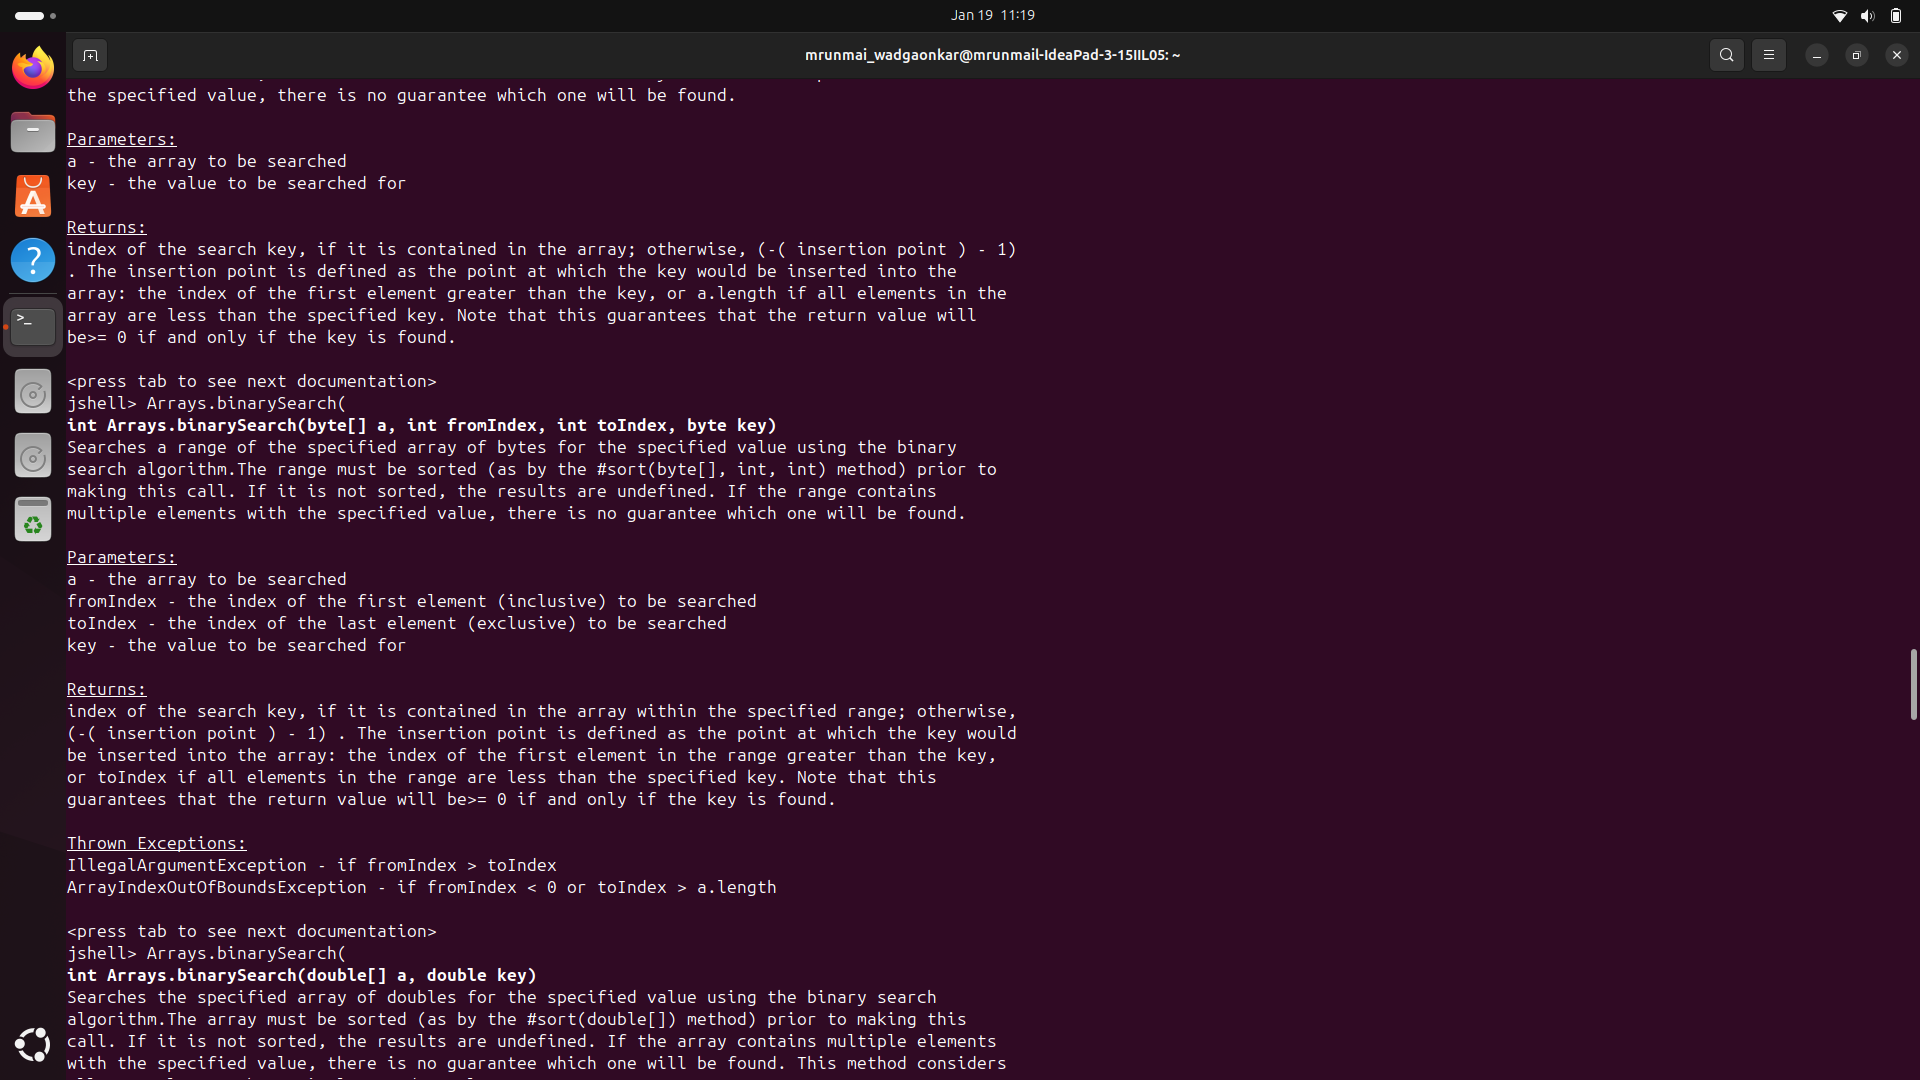 Jan 19 11:19
mrunmai_wadgaonkar@mrunmail-IdeaPad-3-15IIL05: ~
the specified value, there is no guarantee which one will be found.
Parameters:
a - the array to be searched
key - the value to be searched for
Returns:
index of the search key, if it is contained in the array; otherwise, (-( insertion point ) - 1)
. The insertion point is defined as the point at which the key would be inserted into the
array: the index of the first element greater than the key, or a.length if all elements in the
array are less than the specified key. Note that this guarantees that the return value will
be>= 0 if and only if the key is found.
<press tab to see next documentation>
jshell> Arrays.binarySearch(
int Arrays.binarySearch(byte[] a, int fromIndex, int toIndex, byte key)
Searches a range of the specified array of bytes for the specified value using the binary
search algorithm.The range must be sorted (as by the #sort(byte[], int, int) method) prior to
making this call. If it is not sorted, the results are undefined. If the range contains
multiple elements with the specified value, there is no guarantee which one will be found.
Parameters:
a - the array to be searched
fromIndex - the index of the first element (inclusive) to be searched
toIndex - the index of the last element (exclusive) to be searched
key - the value to be searched for
Returns:
index of the search key, if it is contained in the array within the specified range; otherwise,
(-( insertion point ) - 1) . The insertion point is defined as the point at which the key would
be inserted into the array: the index of the first element in the range greater than the key,
or toIndex if all elements in the range are less than the specified key. Note that this
guarantees that the return value will be>= 0 if and only if the key is found.
Thrown Exceptions:
IllegalArgumentException - if fromIndex > toIndex
ArrayIndexOutOfBoundsException - if fromIndex < 0 or toIndex > a.length
<press tab to see next documentation>
jshell> Arrays.binarySearch(
int Arrays.binarySearch(double[] a, double key)
Searches the specified array of doubles for the specified value using the binary search
algorithm.The array must be sorted (as by the #sort(double[]) method) prior to making this
call. If it is not sorted, the results are undefined. If the array contains multiple elements
with the specified value, there is no guarantee which one will be found. This method considers